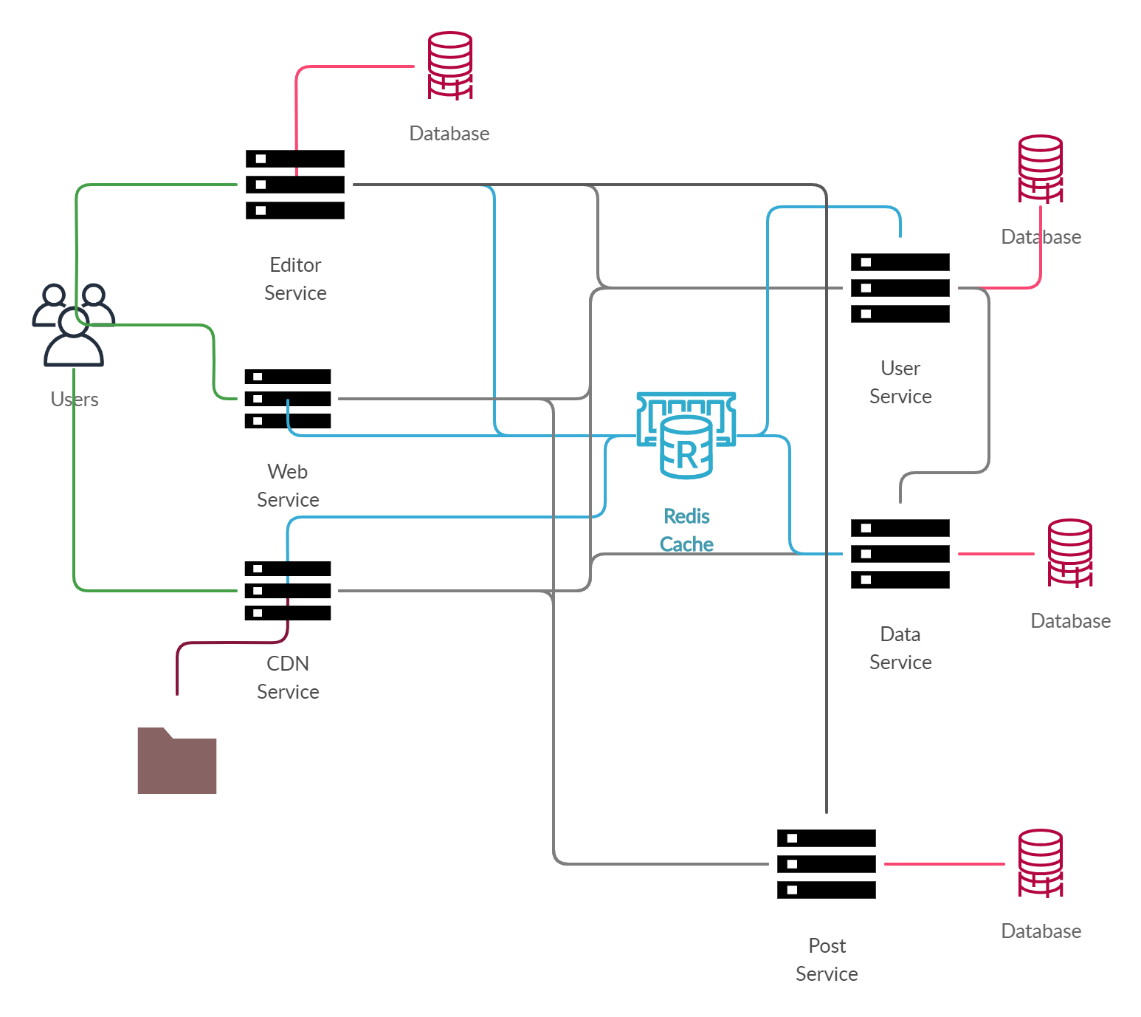 Database
Database
Editor
Service
User
Service
Users
Web
Service
R
Redis
Cache
Database
Data
Service
CDN
Service
Database
Post
Service